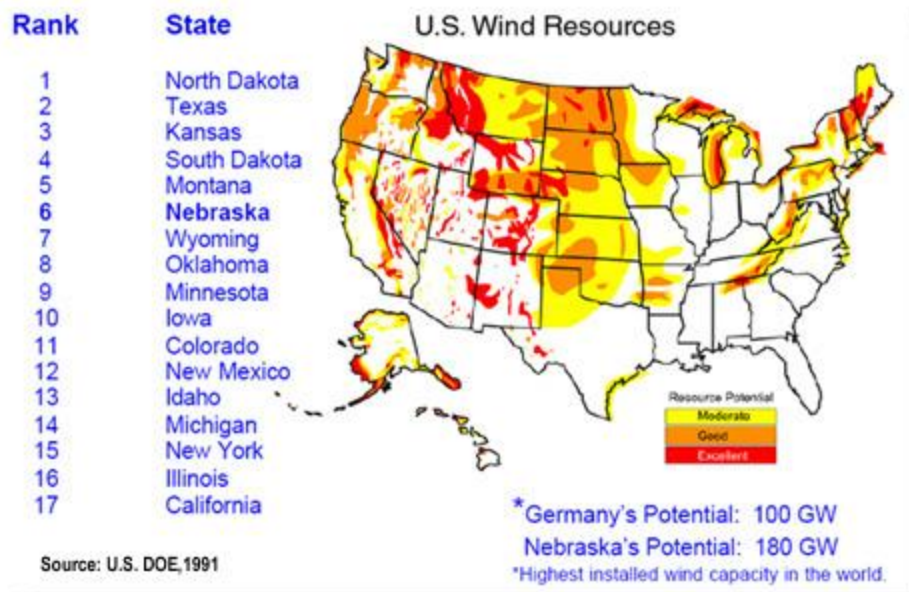 Rank State
1 North Dakota
2 Texas
3 Kansas
4 South Dakota
5 Montana
6 Nebraska
7 Wyoming
8 Oklahoma
9 Minnesota
10 Iowa
11 Colorado
12 New Mexico
13 Idaho
14 Michigan
15 New York
16 Illinois
17 California
Source: U.S. DOE,1991
U.S. Wind Resources
Resource Potential
Moderate
Good
Excellent
*Germany's Potential: 100 GW
Nebraska's Potential: 180 GW
*Highest installed wind capacity in the world.